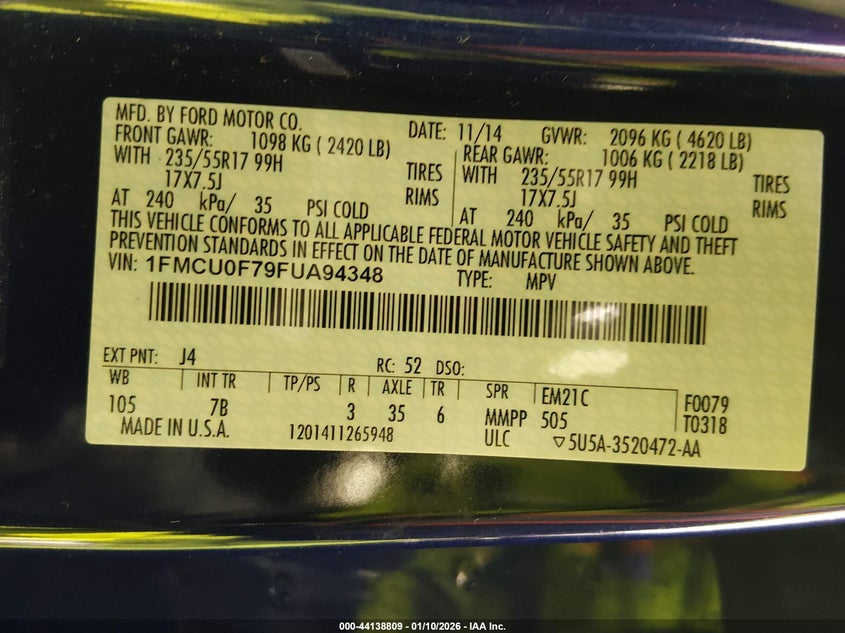 MFD. BY FORD MOTOR CO. DATE: 11/14 GVWR: 2096 KG ( 4620 LB)
FRONT GAWR: 1098 KG ( 2420 LB) REAR GAWR: 1006 KG ( 2218 LB)
WITH 235/55R17 99H TIRES WITH 235/55R17 99H TIRES
17X7.5J RIMS 17X7.5J RIMS
AT 240 kPa/ 35 PSI COLD AT 240 kPa/ 35 PSI COLD
THIS VEHICLE CONFORMS TO ALL APPLICABLE FEDERAL MOTOR VEHICLE SAFETY AND THEFT
PREVENTION STANDARDS IN EFFECT ON THE DATE OF MANUFACTURE SHOWN ABOVE.
VIN: 1FMCU0F79FUA94348 TYPE: MPV
EXT PNT: J4 RC: 52 DSO:
WB INT TR TP/PS R AXLE TR SPR EM21C F0079
105 7B 3 35 6 MMPP 505 T0318
MADE IN U.S.A. 1201411265948 ULC ▽5U5A-3520472-AA
000-44138809 - 01/10/2026 - IAA Inc.